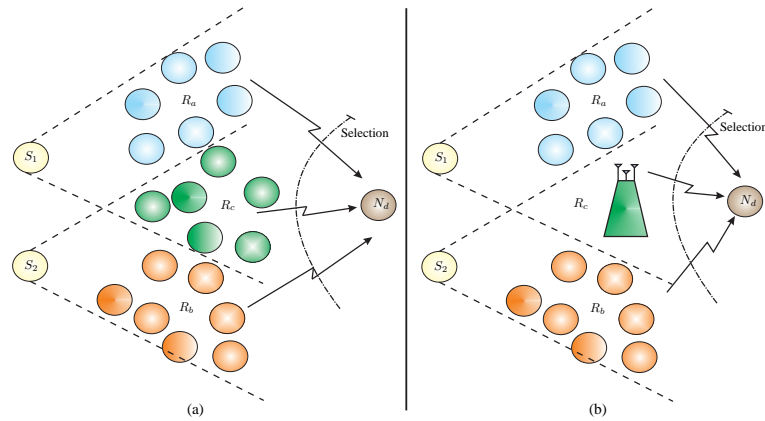 R_a
Selection
S_1
R_c
N_d
S_2
R_b
(a)
R_a
Selection
S_1
R_c
N_d
S_2
R_b
(b)